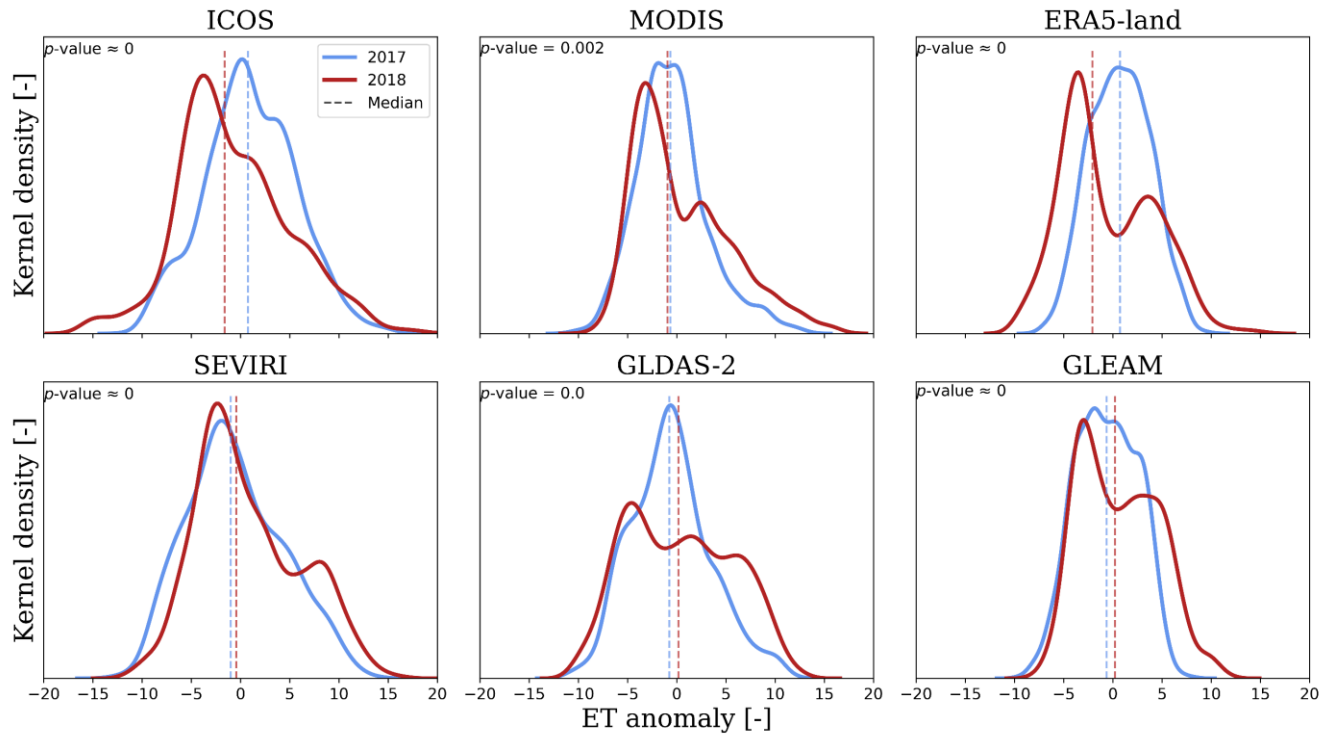 ICOS
MODIS
ERA5-land
p-value ≈ 0
p-value = 0.002
p-value ≈ 0
2017
2018
Median
Kernel density [-]
SEVIRI
GLDAS-2
GLEAM
p-value ≈ 0
p-value = 0.0
p-value ≈ 0
Kernel density [-]
−20 −15 −10 −5 0 5 10 15 20
−20 −15 −10 −5 0 5 10 15 20
−20 −15 −10 −5 0 5 10 15 20
ET anomaly [-]